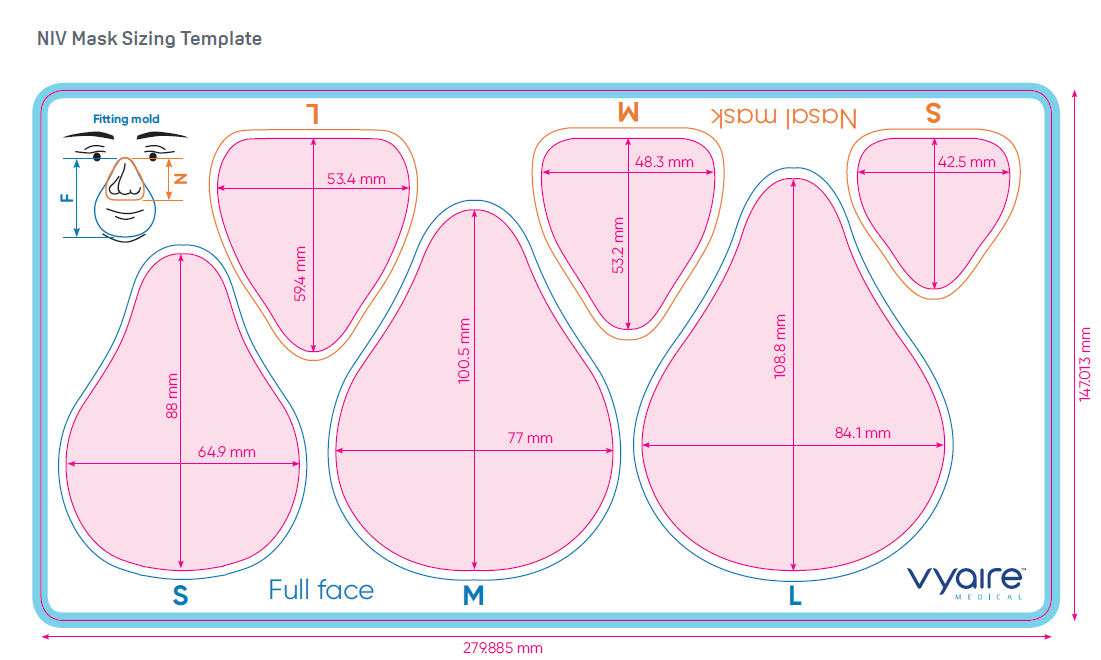 NIV Mask Sizing Template
Fitting mold
F
N
L
M
Nasal mask
S
53.4 mm
59.4 mm
48.3 mm
53.2 mm
42.5 mm
88 mm
64.9 mm
100.5 mm
77 mm
108.8 mm
84.1 mm
147.013 mm
S
Full face
M
L
vyaire™
MEDICAL
279.885 mm